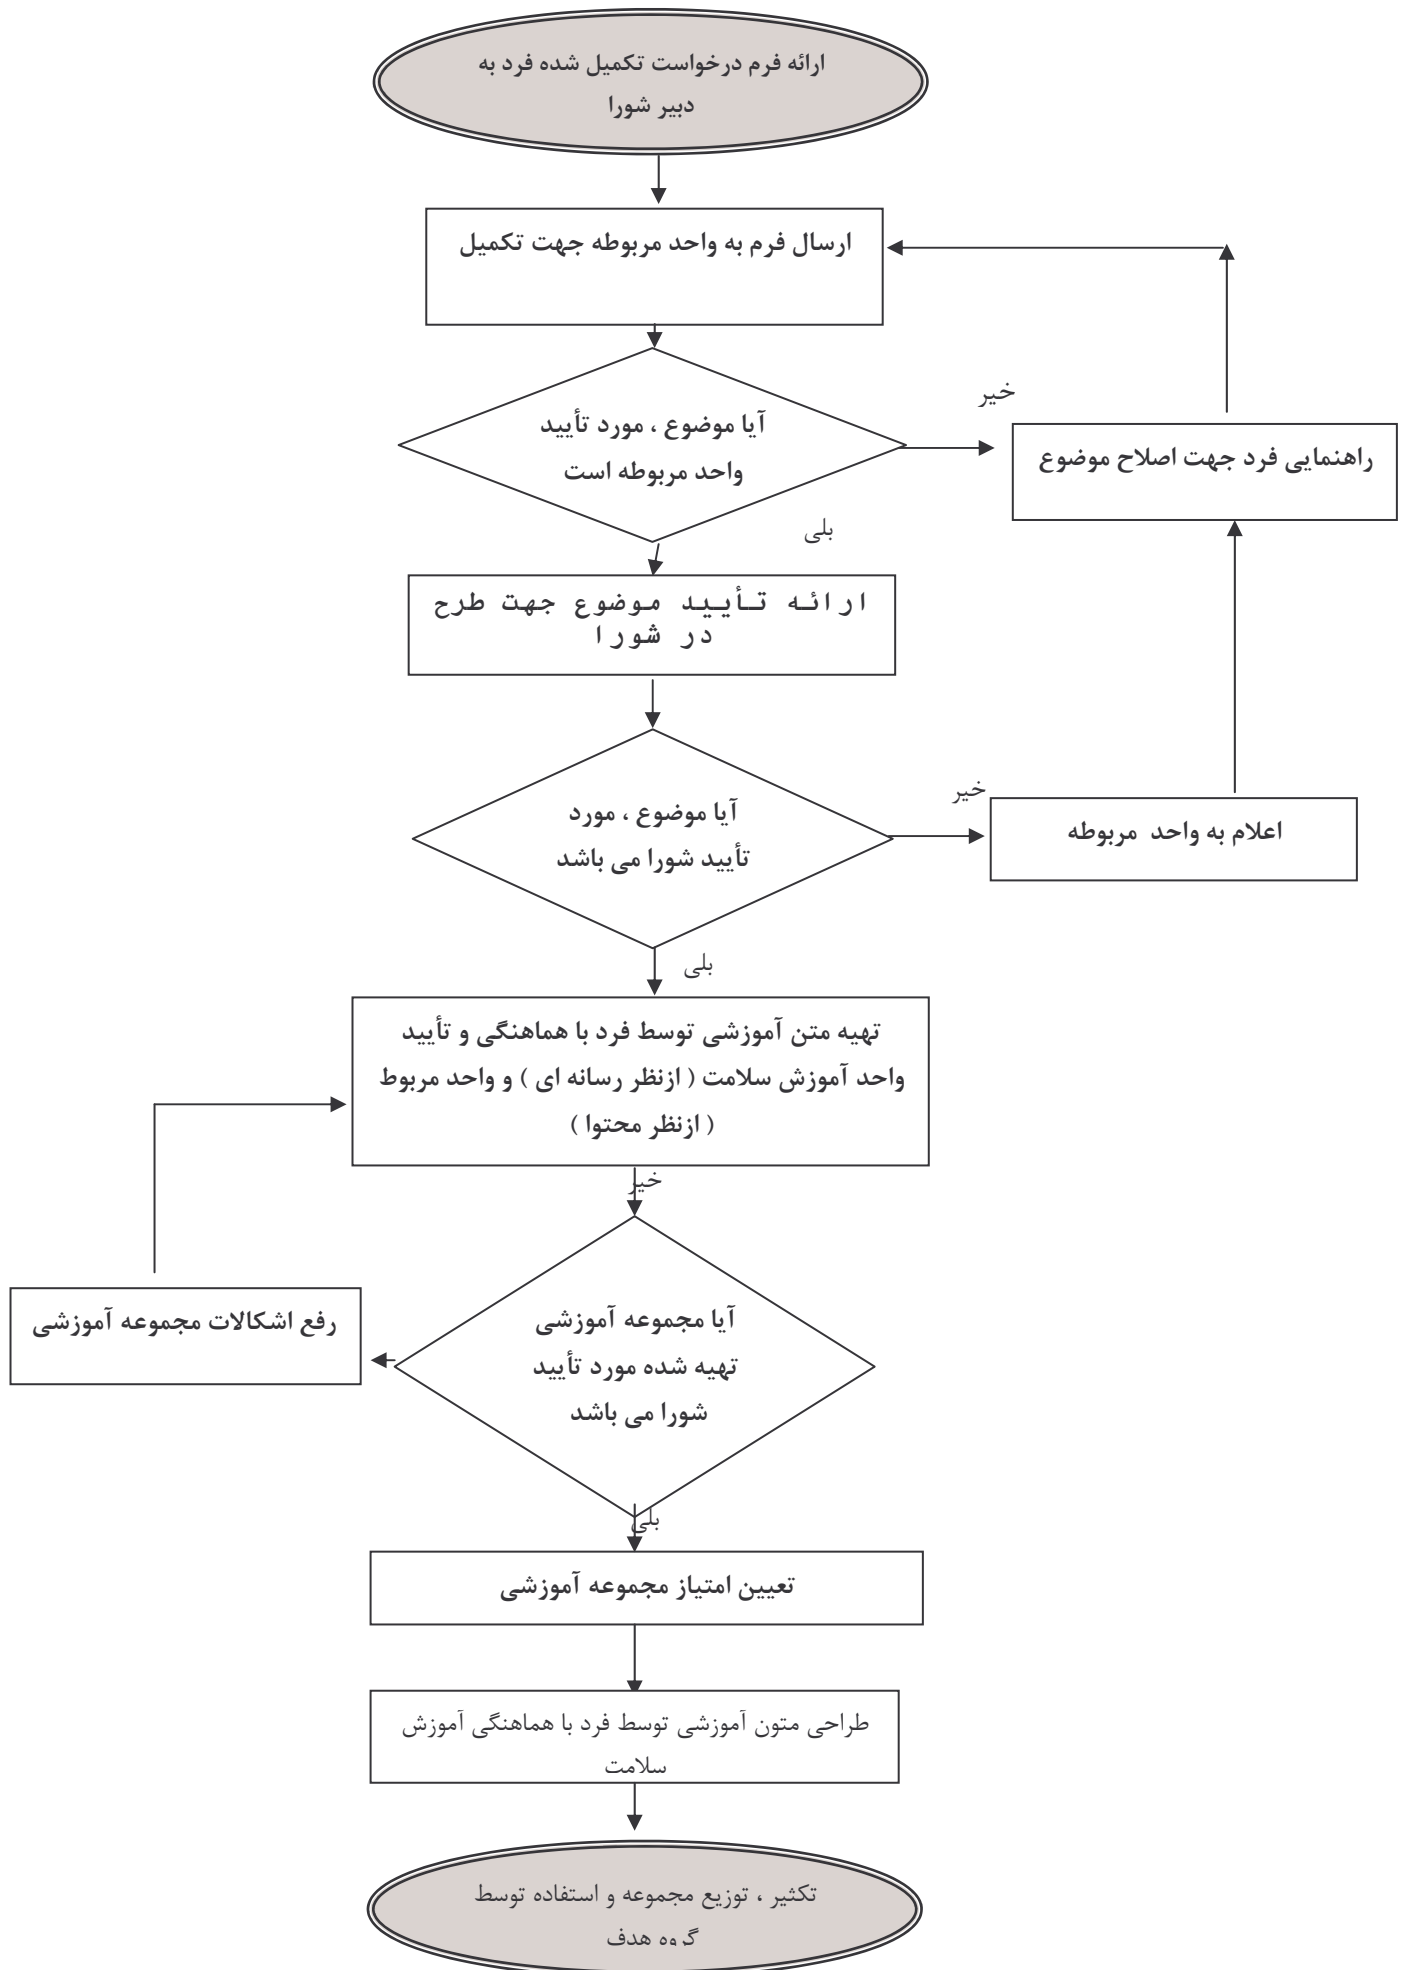 ارائه فرم درخواست تکمیل شده فرد به
دبیر شورا
ارسال فرم به واحد مربوطه جهت تکمیل
خیر
آیا موضوع ، مورد تأیید
واحد مربوطه است
راهنمایی فرد جهت اصلاح موضوع
بلی
ارائه تأیید موضوع جهت طرح
در شورا
خیر
آیا موضوع ، مورد
تأیید شورا می باشد
اعلام به واحد مربوطه
بلی
تهیه متن آموزشی توسط فرد با هماهنگی و تأیید
واحد آموزش سلامت ( ازنظر رسانه ای ) و واحد مربوط
( ازنظر محتوا )
خیر
آیا مجموعه آموزشی
تهیه شده مورد تأیید
شورا می باشد
رفع اشکالات مجموعه آموزشی
بلی
تعیین امتیاز مجموعه آموزشی
طراحی متون آموزشی توسط فرد با هماهنگی آموزش
سلامت
تکثیر ، توزیع مجموعه و استفاده توسط
گروه هدف